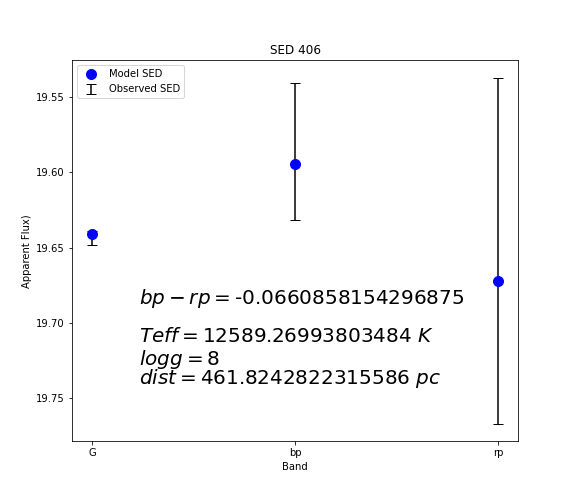 SED 406
Model SED
Observed SED
19.55
19.60
19.65
19.70
19.75
Apparent Flux)
bp − rp = -0.0660858154296875
Teff = 12589.26993803484 K
logg = 8
dist = 461.8242822315586 pc
G bp rp
Band